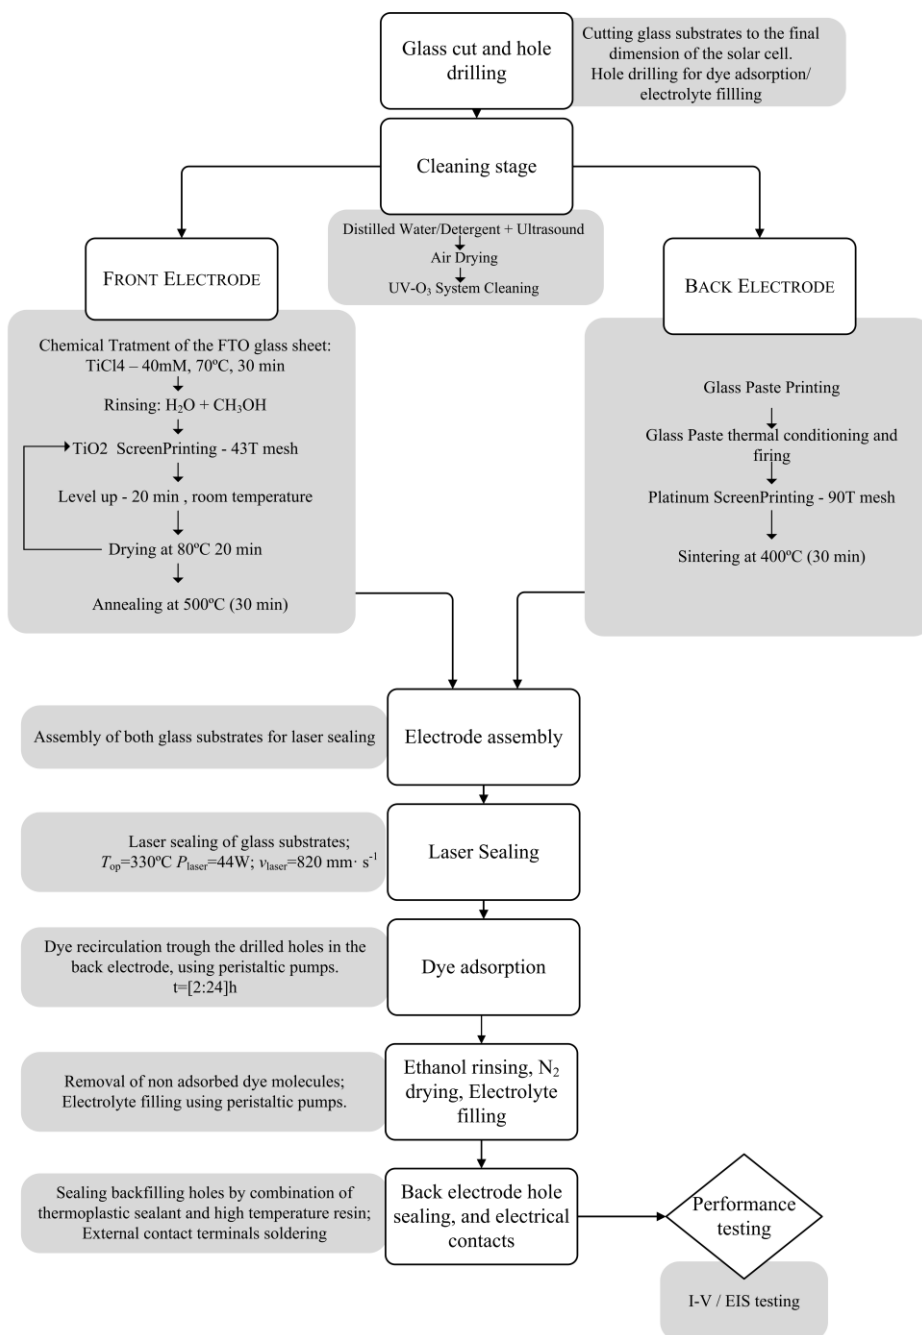 Glass cut and hole
drilling
Cutting glass substrates to the final
dimension of the solar cell.
Hole drilling for dye adsorption/
electrolyte fillling
Cleaning stage
Distilled Water/Detergent + Ultrasound
Air Drying
UV-O₃ System Cleaning
FRONT ELECTRODE
BACK ELECTRODE
Chemical Tratment of the FTO glass sheet:
TiCl4 – 40mM, 70ºC, 30 min
Rinsing: H₂O + CH₃OH
TiO2 ScreenPrinting - 43T mesh
Level up - 20 min , room temperature
Drying at 80ºC 20 min
Annealing at 500ºC (30 min)
Glass Paste Printing
Glass Paste thermal conditioning and
firing
Platinum ScreenPrinting - 90T mesh
Sintering at 400ºC (30 min)
Assembly of both glass substrates for laser sealing
Electrode assembly
Laser sealing of glass substrates;
T_op=330ºC P_laser=44W; v_laser=820 mm· s⁻¹
Laser Sealing
Dye recirculation trough the drilled holes in the
back electrode, using peristaltic pumps.
t=[2:24]h
Dye adsorption
Removal of non adsorbed dye molecules;
Electrolyte filling using peristaltic pumps.
Ethanol rinsing, N₂
drying, Electrolyte
filling
Sealing backfilling holes by combination of
thermoplastic sealant and high temperature resin;
External contact terminals soldering
Back electrode hole
sealing, and electrical
contacts
Performance
testing
I-V / EIS testing